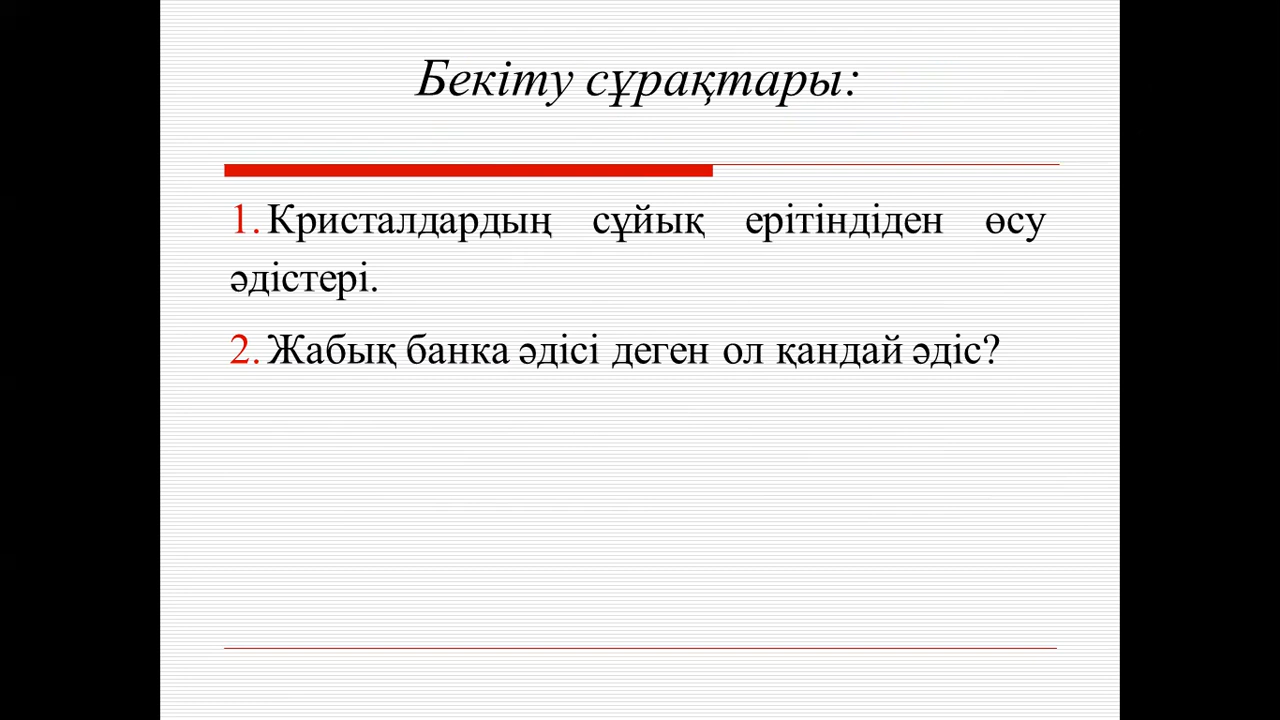 Бекіту сұрақтары:
1. Кристалдардың сұйық ерітіндіден өсу
әдістері.
2. Жабық банка әдісі деген ол қандай әдіс?